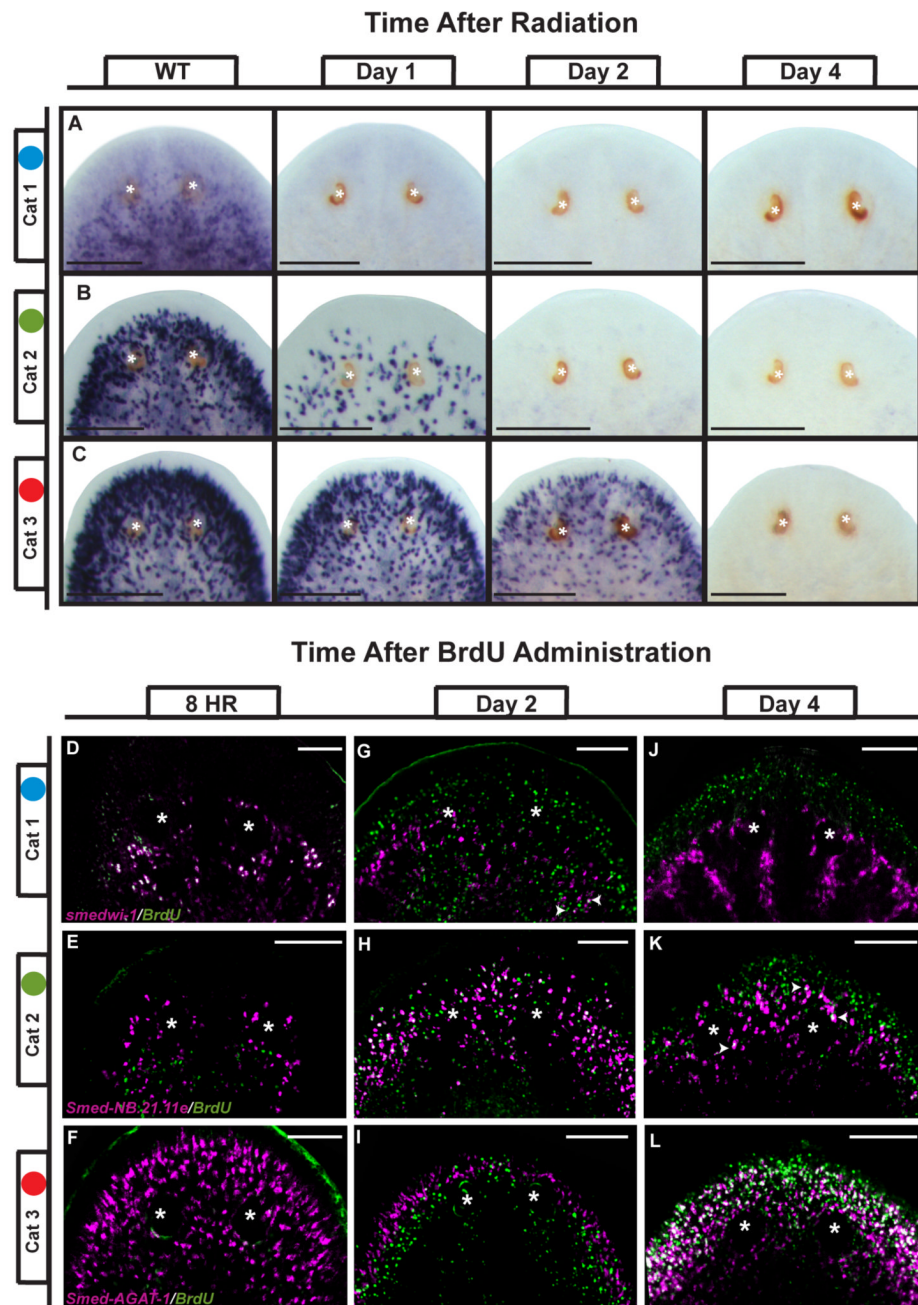 Time After Radiation
WT
Day 1
Day 2
Day 4
Cat 1
A
Cat 2
B
Cat 3
C
Time After BrdU Administration
8 HR
Day 2
Day 4
Cat 1
D
G
J
smedwi.1/BrdU
Cat 2
E
H
K
Smed-NB.21.11e/BrdU
Cat 3
F
I
L
Smed-AGAT-1/BrdU